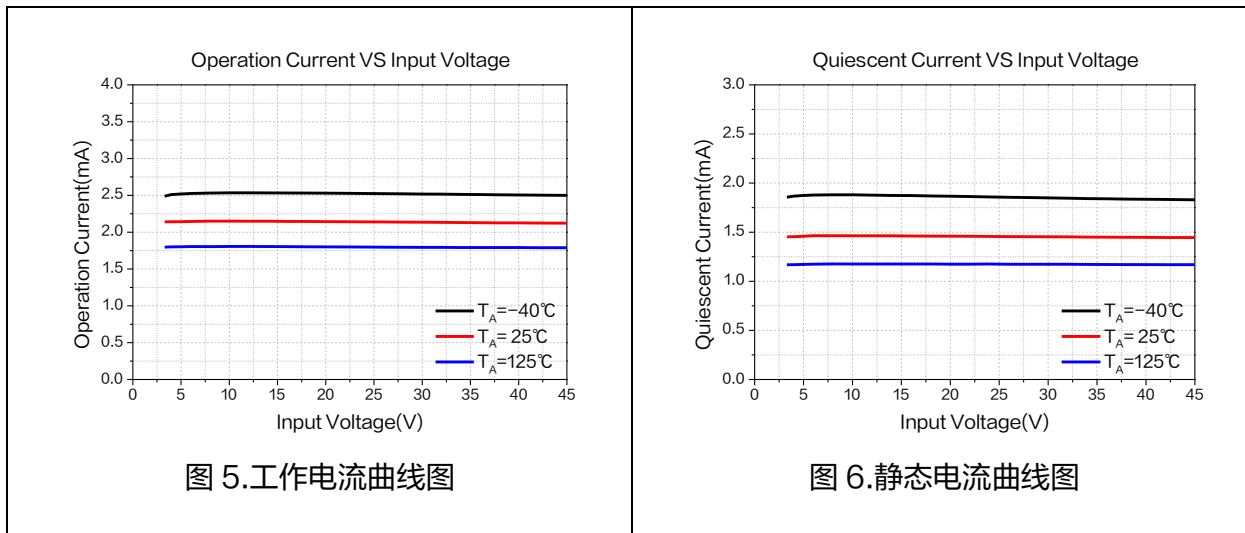 Operation Current VS Input Voltage
4.0
3.5
3.0
2.5
2.0
1.5
1.0
0.5
0.0
Operation Current(mA)
T_A=−40℃
T_A= 25℃
T_A=125℃
0 5 10 15 20 25 30 35 40 45
Input Voltage(V)
图 5.工作电流曲线图
Quiescent Current VS Input Voltage
3.0
2.5
2.0
1.5
1.0
0.5
0.0
Quiescent Current(mA)
T_A=−40℃
T_A= 25℃
T_A=125℃
0 5 10 15 20 25 30 35 40 45
Input Voltage(V)
图 6.静态电流曲线图